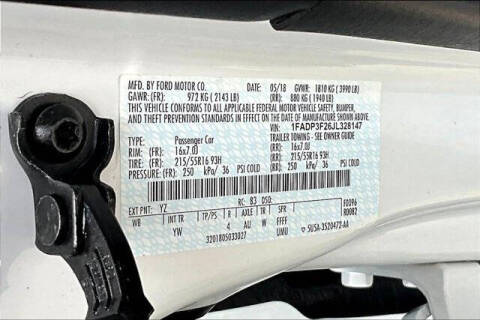 MFD. BY FORD MOTOR CO. 05/18 GVWR: 1810 KG ( 3990 LB)
GAWR: (FR): 972 KG ( 2143 LB) (RR): 880 KG ( 1940 LB)
THIS VEHICLE CONFORMS TO ALL APPLICABLE FEDERAL MOTOR VEHICLE SAFETY, BUMPER,
AND THEFT PREVENTION STANDARDS IN EFFECT ON THE DATE OF MANUFACTURE SHOWN ABOVE.
VIN: 1FADP3F26JL328147
TYPE: Passenger Car TRAILER TOWING - SEE OWNER GUIDE
RIM: (FR) 16x7.0J (RR): 16x7.0J
TIRE: (FR) 215/55R16 93H (RR): 215/55R16 93H
PRESSURE: (FR) 250 kPa/ 36 PSI COLD (RR): 250 kPa/ 36 PSI COLD
EXT PNT: YZ RC: 83 DSO: F0096
WB INT TR TP/PS R AXLE TR SPR R0082
YW 4 AU W FFFF
UMU 5U5A-3520472-AA
3201805033027